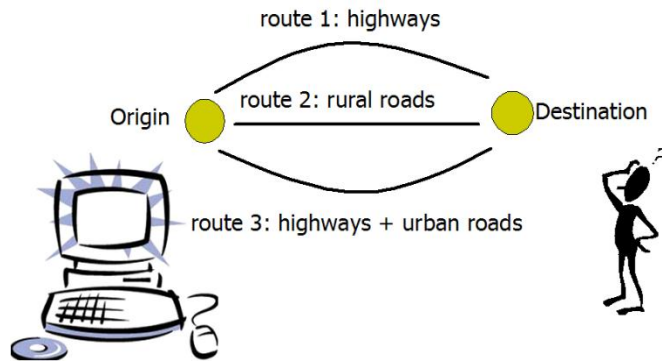 route 1: highways
Origin
route 2: rural roads
Destination
route 3: highways + urban roads
?